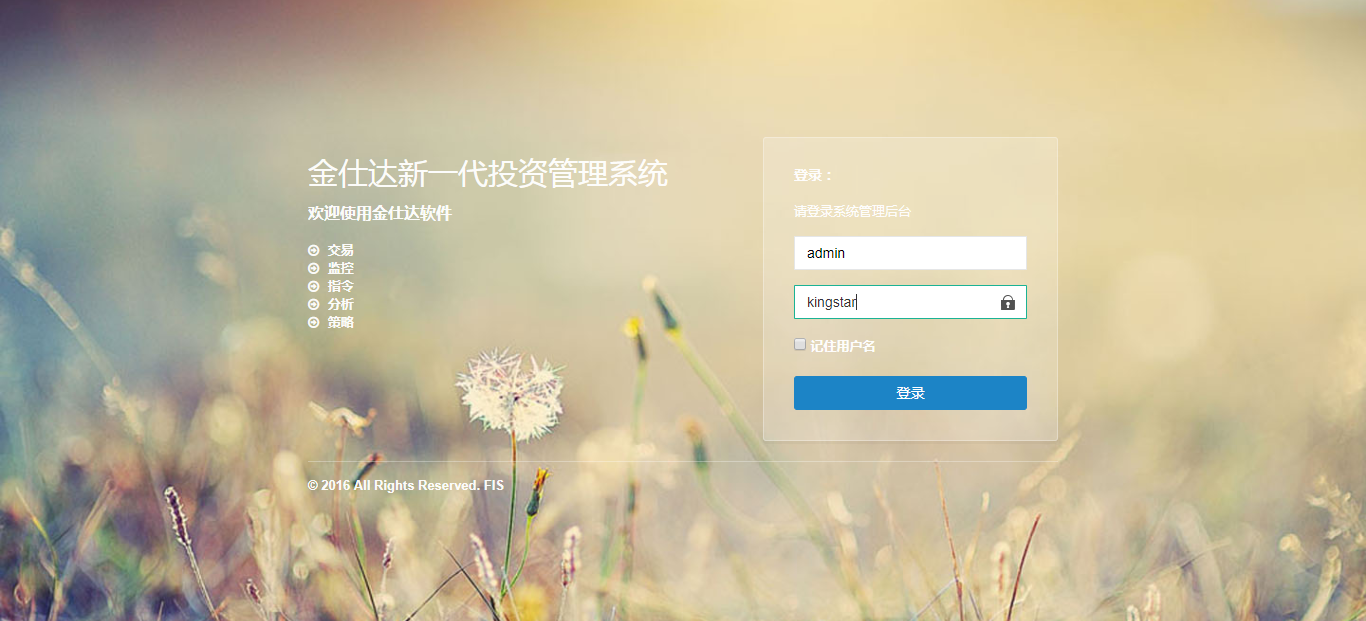 金仕达新一代投资管理系统
欢迎使用金仕达软件
交易
监控
指令
分析
策略
登录：
请登录系统管理后台
admin
kingstar
记住用户名
登录
© 2016 All Rights Reserved. FIS